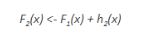 F₂(x) <- F₁(x) + h₂(x)